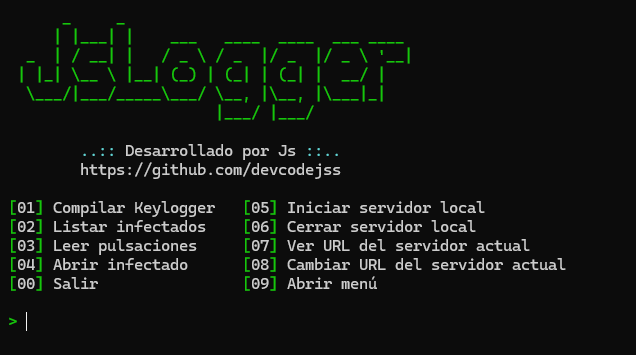 JsLogger
..:: Desarrollado por Js ::..
https://github.com/devcodejss
[01] Compilar Keylogger [05] Iniciar servidor local
[02] Listar infectados [06] Cerrar servidor local
[03] Leer pulsaciones [07] Ver URL del servidor actual
[04] Abrir infectado [08] Cambiar URL del servidor actual
[00] Salir [09] Abrir menú
>